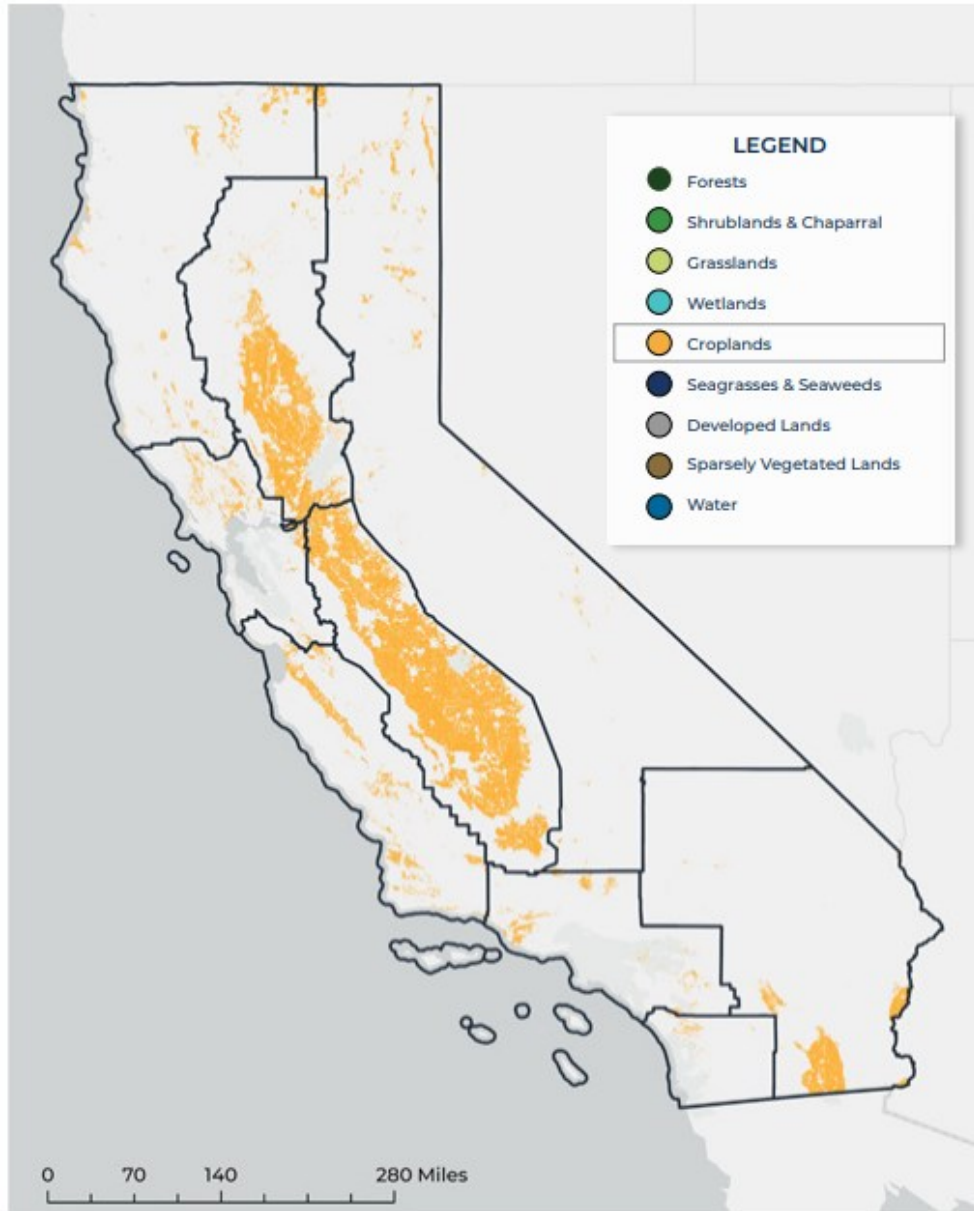 LEGEND
Forests
Shrublands & Chaparral
Grasslands
Wetlands
Croplands
Seagrasses & Seaweeds
Developed Lands
Sparsely Vegetated Lands
Water
0 70 140 280 Miles